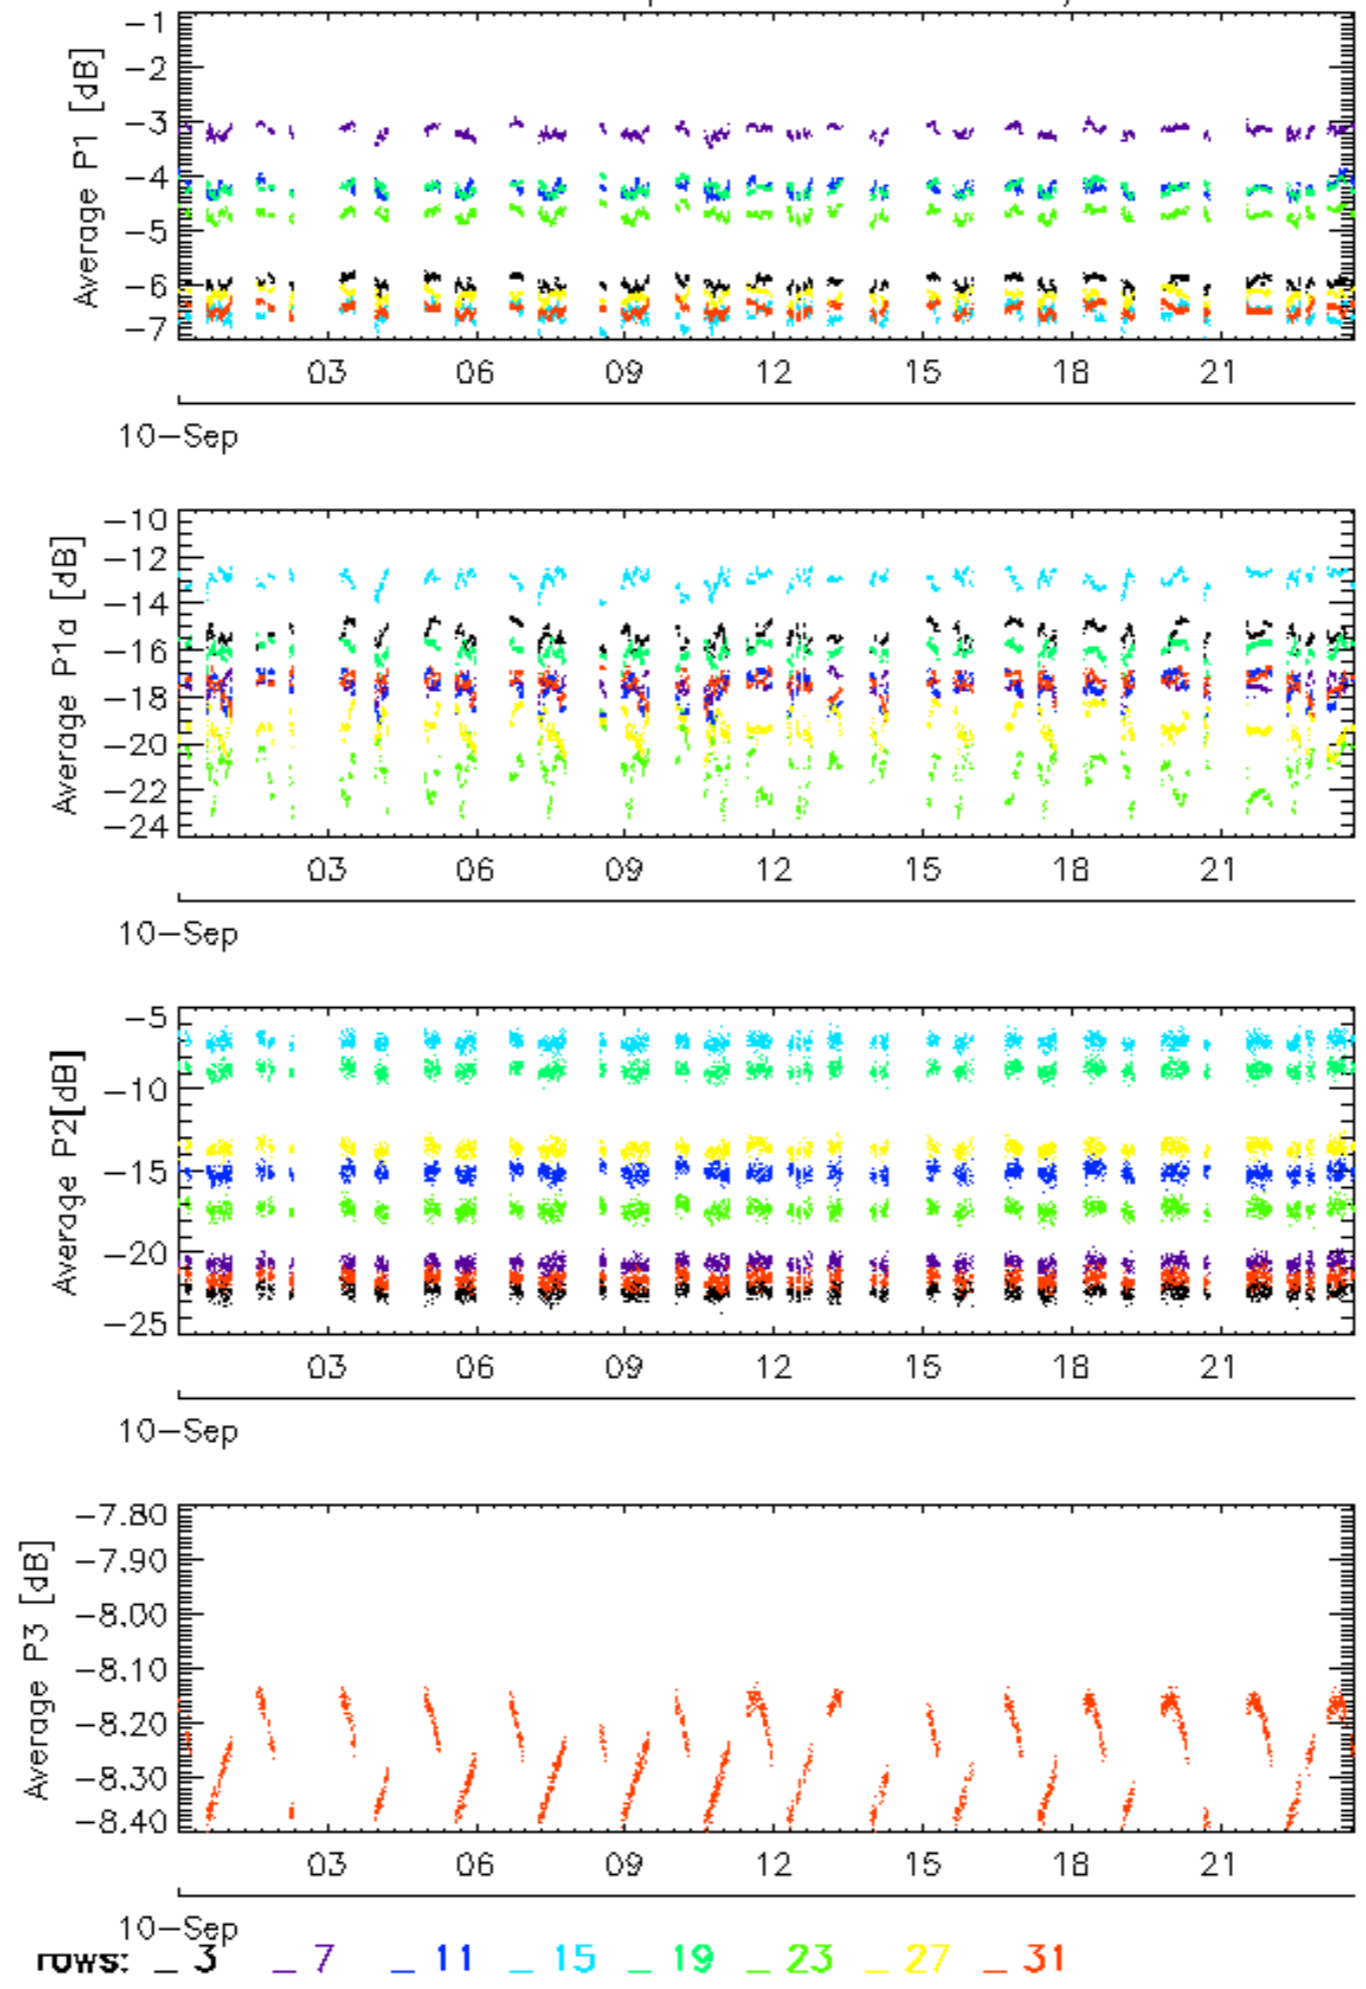 Average P1 [dB]
-1
-2
-3
-4
-5
-6
-7
03 06 09 12 15 18 21
10-Sep
Average P1a [dB]
-10
-12
-14
-16
-18
-20
-22
-24
03 06 09 12 15 18 21
10-Sep
Average P2[dB]
-5
-10
-15
-20
-25
03 06 09 12 15 18 21
10-Sep
Average P3 [dB]
-7.80
-7.90
-8.00
-8.10
-8.20
-8.30
-8.40
03 06 09 12 15 18 21
10-Sep
rows: _ 3 _ 7 _ 11 _ 15 _ 19 _ 23 _ 27 _ 31